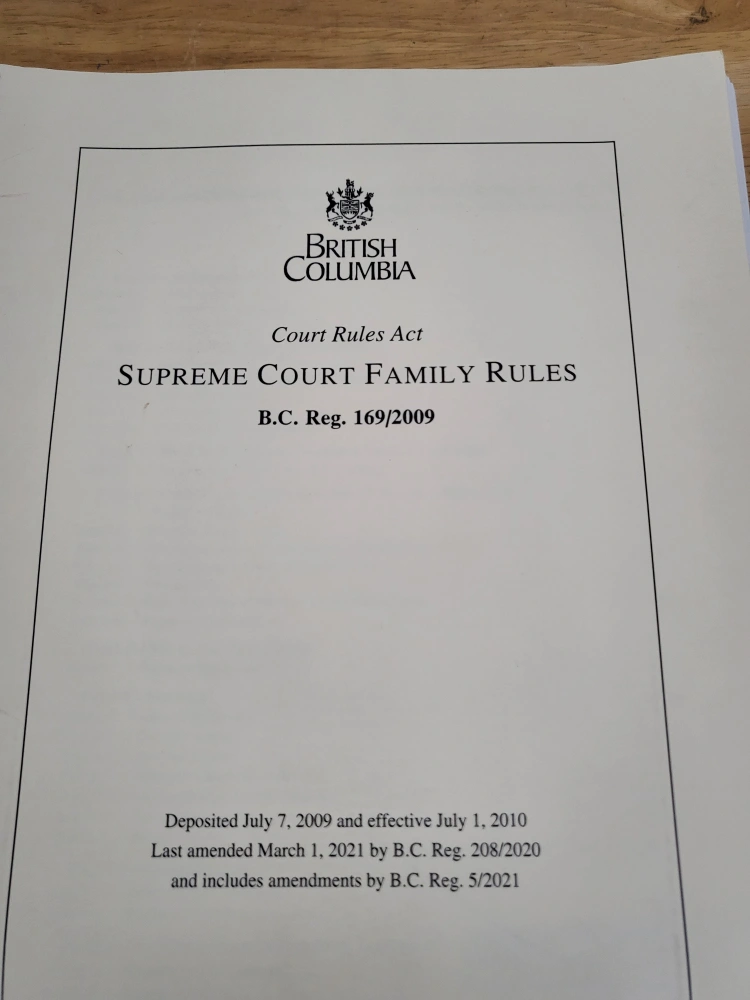 BRITISH
COLUMBIA
Court Rules Act
SUPREME COURT FAMILY RULES
B.C. Reg. 169/2009
Deposited July 7, 2009 and effective July 1, 2010
Last amended March 1, 2021 by B.C. Reg. 208/2020
and includes amendments by B.C. Reg. 5/2021